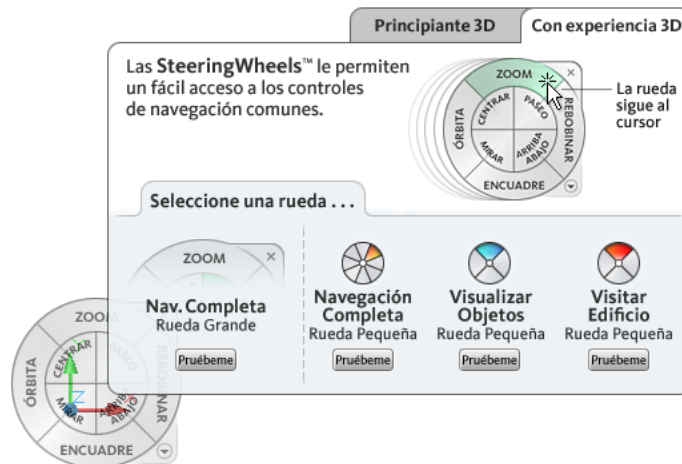 Principiante 3D
Con experiencia 3D
Las SteeringWheels™ le permiten
un fácil acceso a los controles
de navegación comunes.
ZOOM
CENTRAR
PASEO
ÓRBITA
REBOBINAR
MIRAR
ARRIBA
ABAJO
ENCUADRE
La rueda
sigue al
cursor
Seleccione una rueda . . .
ZOOM
Nav. Completa
Rueda Grande
Pruébeme
Navegación
Completa
Rueda Pequeña
Pruébeme
Visualizar
Objetos
Rueda Pequeña
Pruébeme
Visitar
Edificio
Rueda Pequeña
Pruébeme
ZOOM
CENTRAR
PASEO
ÓRBITA
REBOBINAR
MIRAR
ARRIBA
ABAJO
Z
X
ENCUADRE